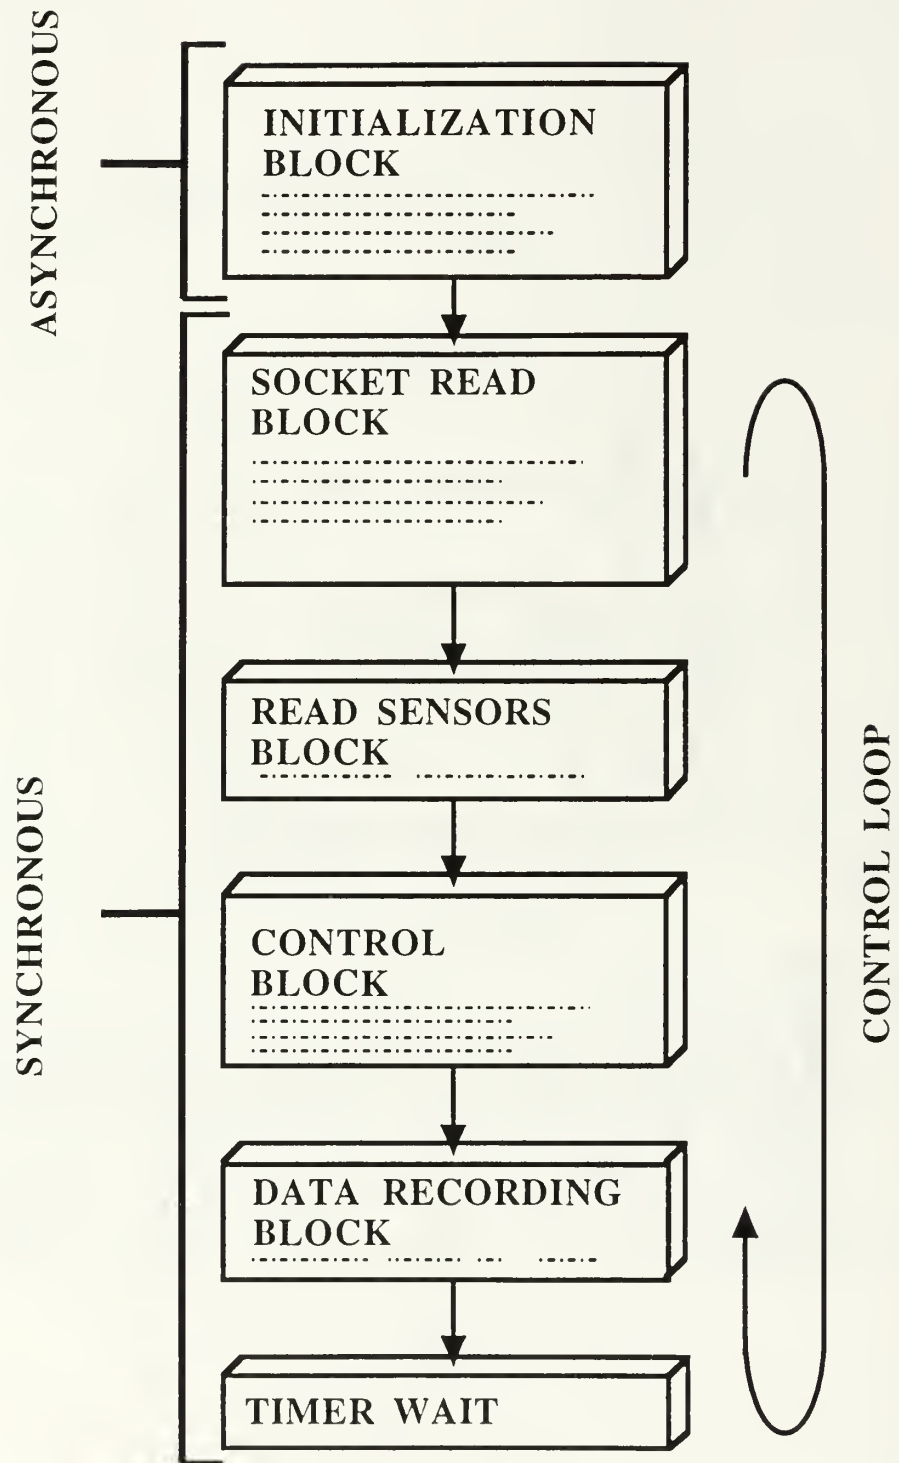 ASYNCHRONOUS
INITIALIZATION
BLOCK
SOCKET READ
BLOCK
READ SENSORS
BLOCK
SYNCHRONOUS
CONTROL
BLOCK
CONTROL LOOP
DATA RECORDING
BLOCK
TIMER WAIT